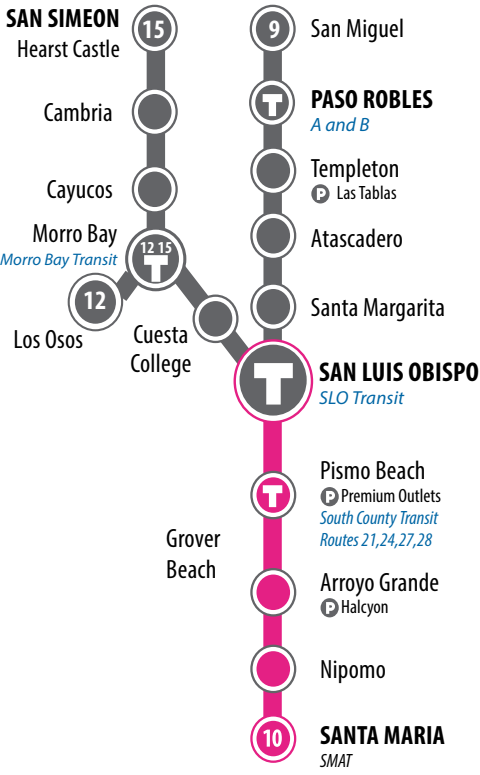 SAN SIMEON
Hearst Castle
15
Cambria
Cayucos
Morro Bay
Morro Bay Transit
12 15
T
12
Los Osos
Cuesta
College
9
San Miguel
T
PASO ROBLES
A and B
Templeton
P Las Tablas
Atascadero
Santa Margarita
T
SAN LUIS OBISPO
SLO Transit
T
Pismo Beach
P Premium Outlets
South County Transit
Routes 21,24,27,28
Grover
Beach
Arroyo Grande
P Halcyon
Nipomo
10
SANTA MARIA
SMAT